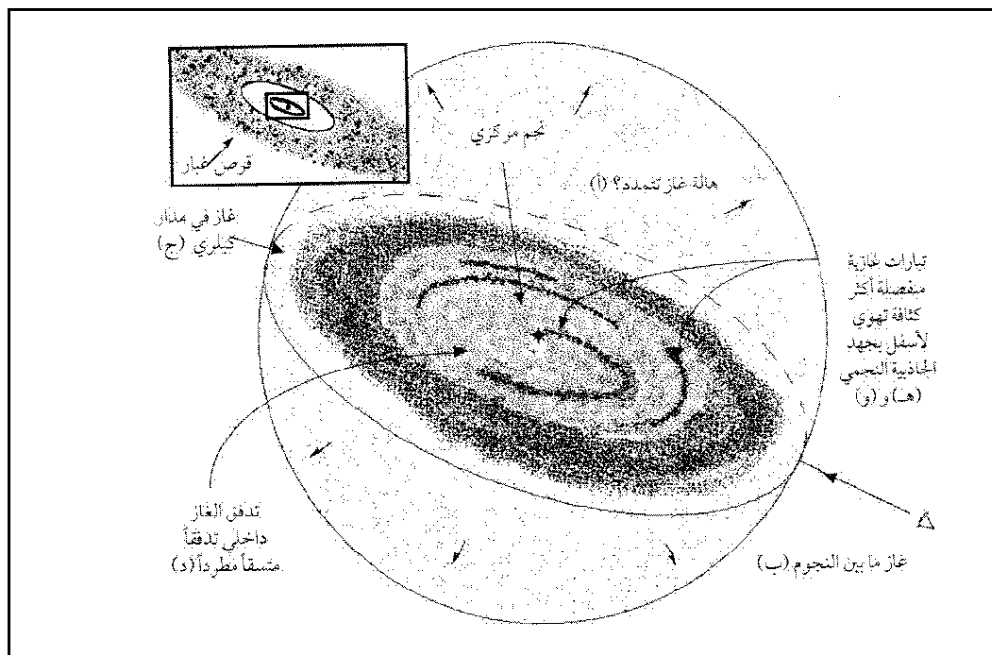 قرص غبار
نجم مركزي
هالة غاز تتمدد؟ (أ)
غاز في مدار
كيلري (ج)
تيارات غازية
منفصلة أكثر
كثافة تهوي
لأسفل بجهد
الجاذبية النجمي
(هـ) و (و)
تدفق الغاز
داخلي تدفقاً
متسقاً مطرداً (د)
غاز ما بين النجوم (ب)